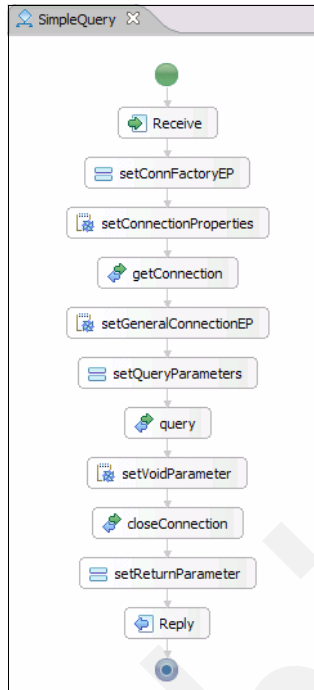 SimpleQuery
Receive
setConnFactoryEP
setConnectionProperties
getConnection
setGeneralConnectionEP
setQueryParameters
query
setVoidParameter
closeConnection
setReturnParameter
Reply